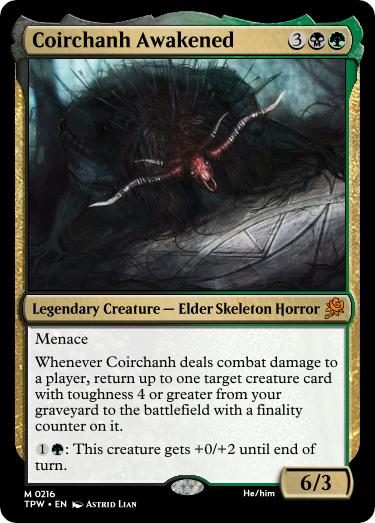 Coirchanh Awakened 3
Legendary Creature — Elder Skeleton Horror
Menace
Whenever Coirchanh deals combat damage to
a player, return up to one target creature card
with toughness 4 or greater from your
graveyard to the battlefield with a finality
counter on it.
1 : This creature gets +0/+2 until end of
turn.
6/3
M 0216 He/him
TPW • EN Astrid Lian